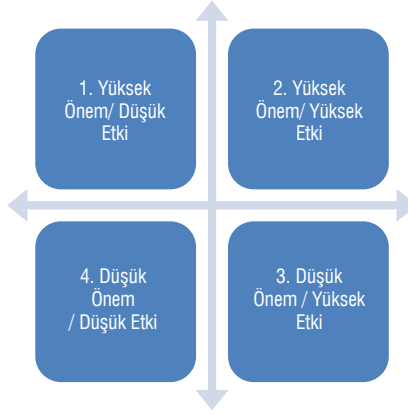 1. Yüksek
Önem/ Düşük
Etki
2. Yüksek
Önem/ Yüksek
Etki
4. Düşük
Önem
/ Düşük Etki
3. Düşük
Önem / Yüksek
Etki